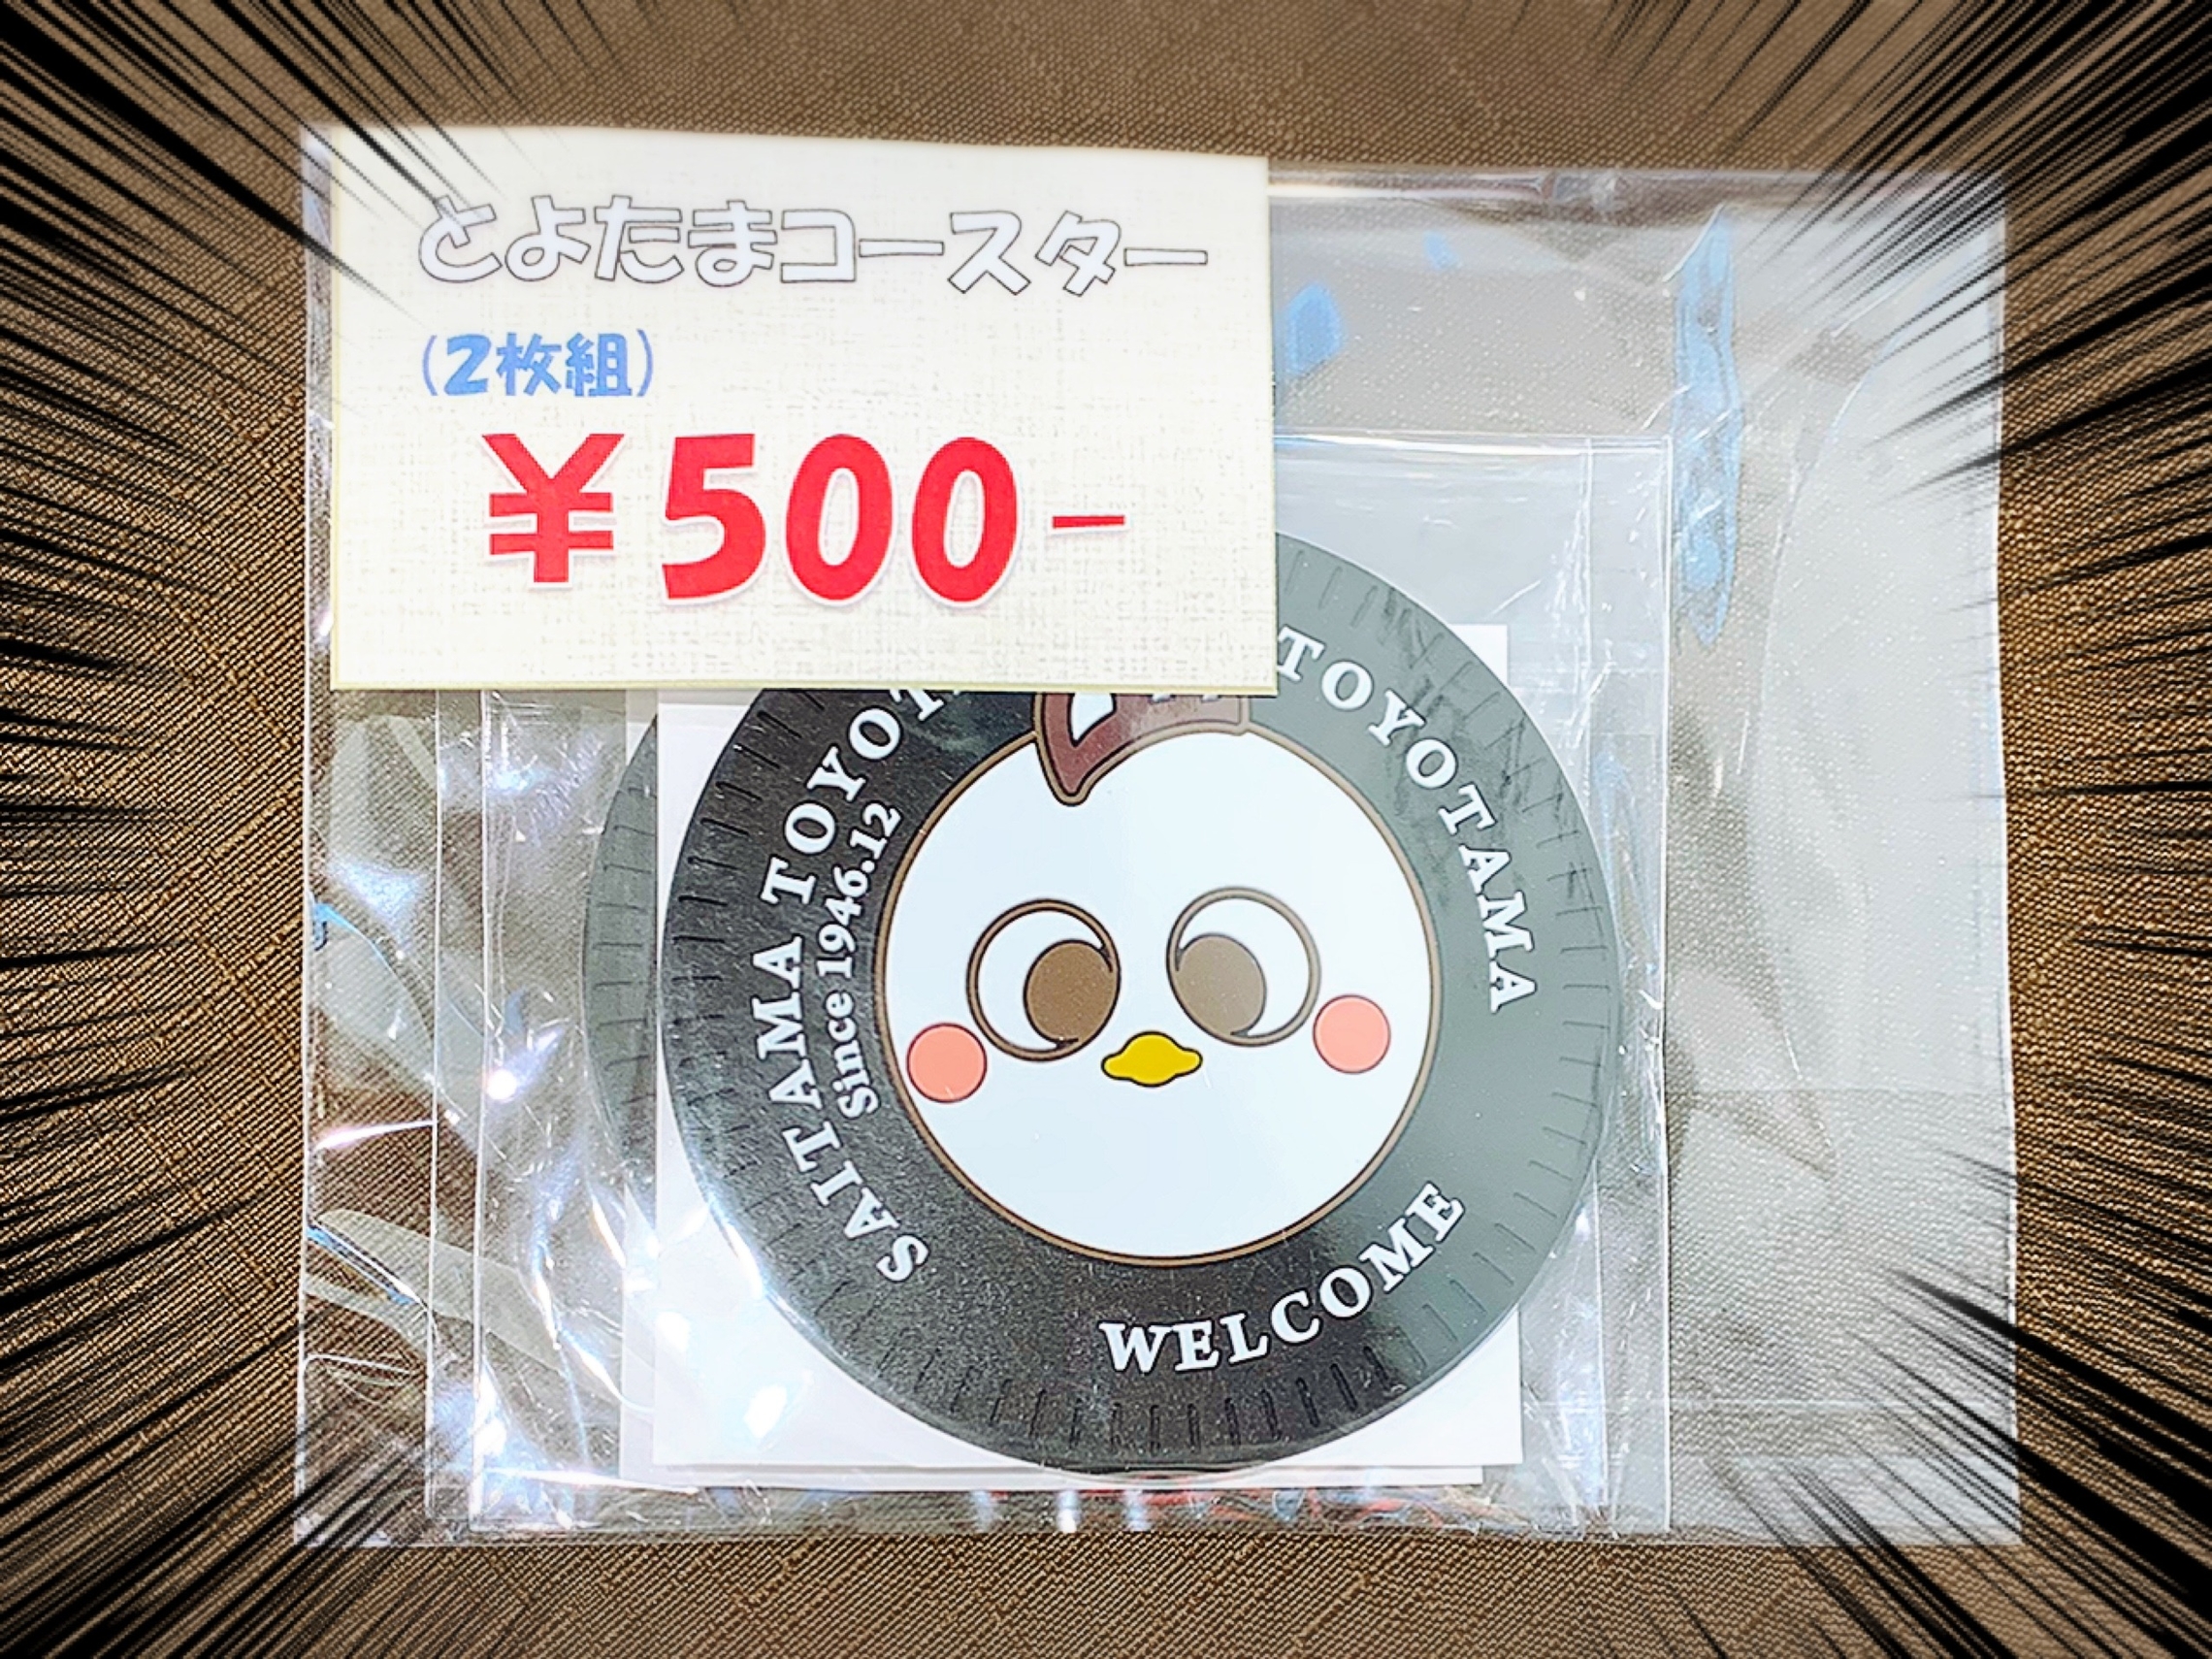 とよたまコースター
(2枚組)
￥500-
SAITAMA TOYOT
Since 1946.12
TOYOTAMA
WELCOME